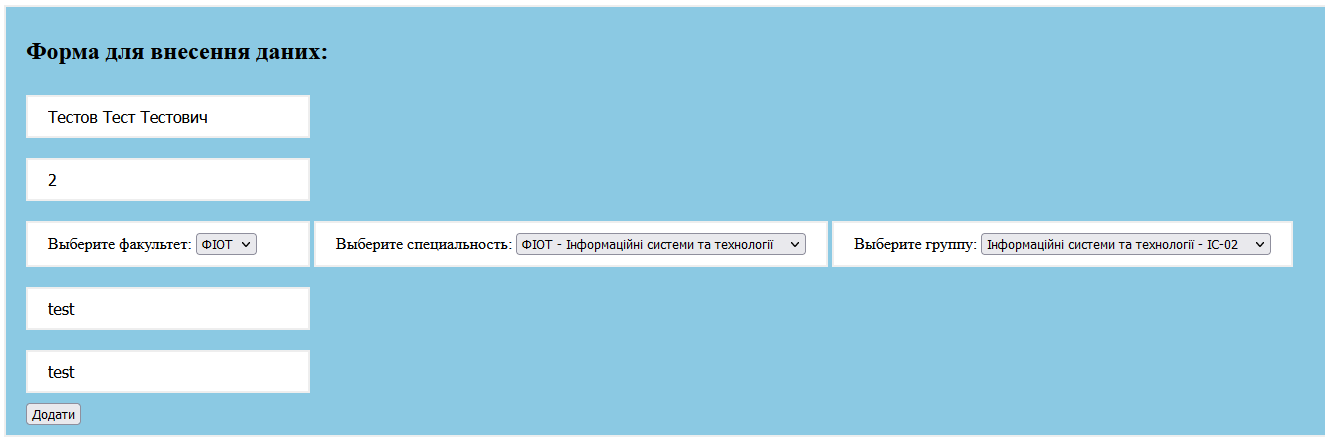 Форма для внесення даних:
Тестов Тест Тестович
2
Выберите факультет: ФІОТ Выберите специальность: ФІОТ - Інформаційні системи та технології Выберите группу: Інформаційні системи та технології - ІС-02
test
test
Додати